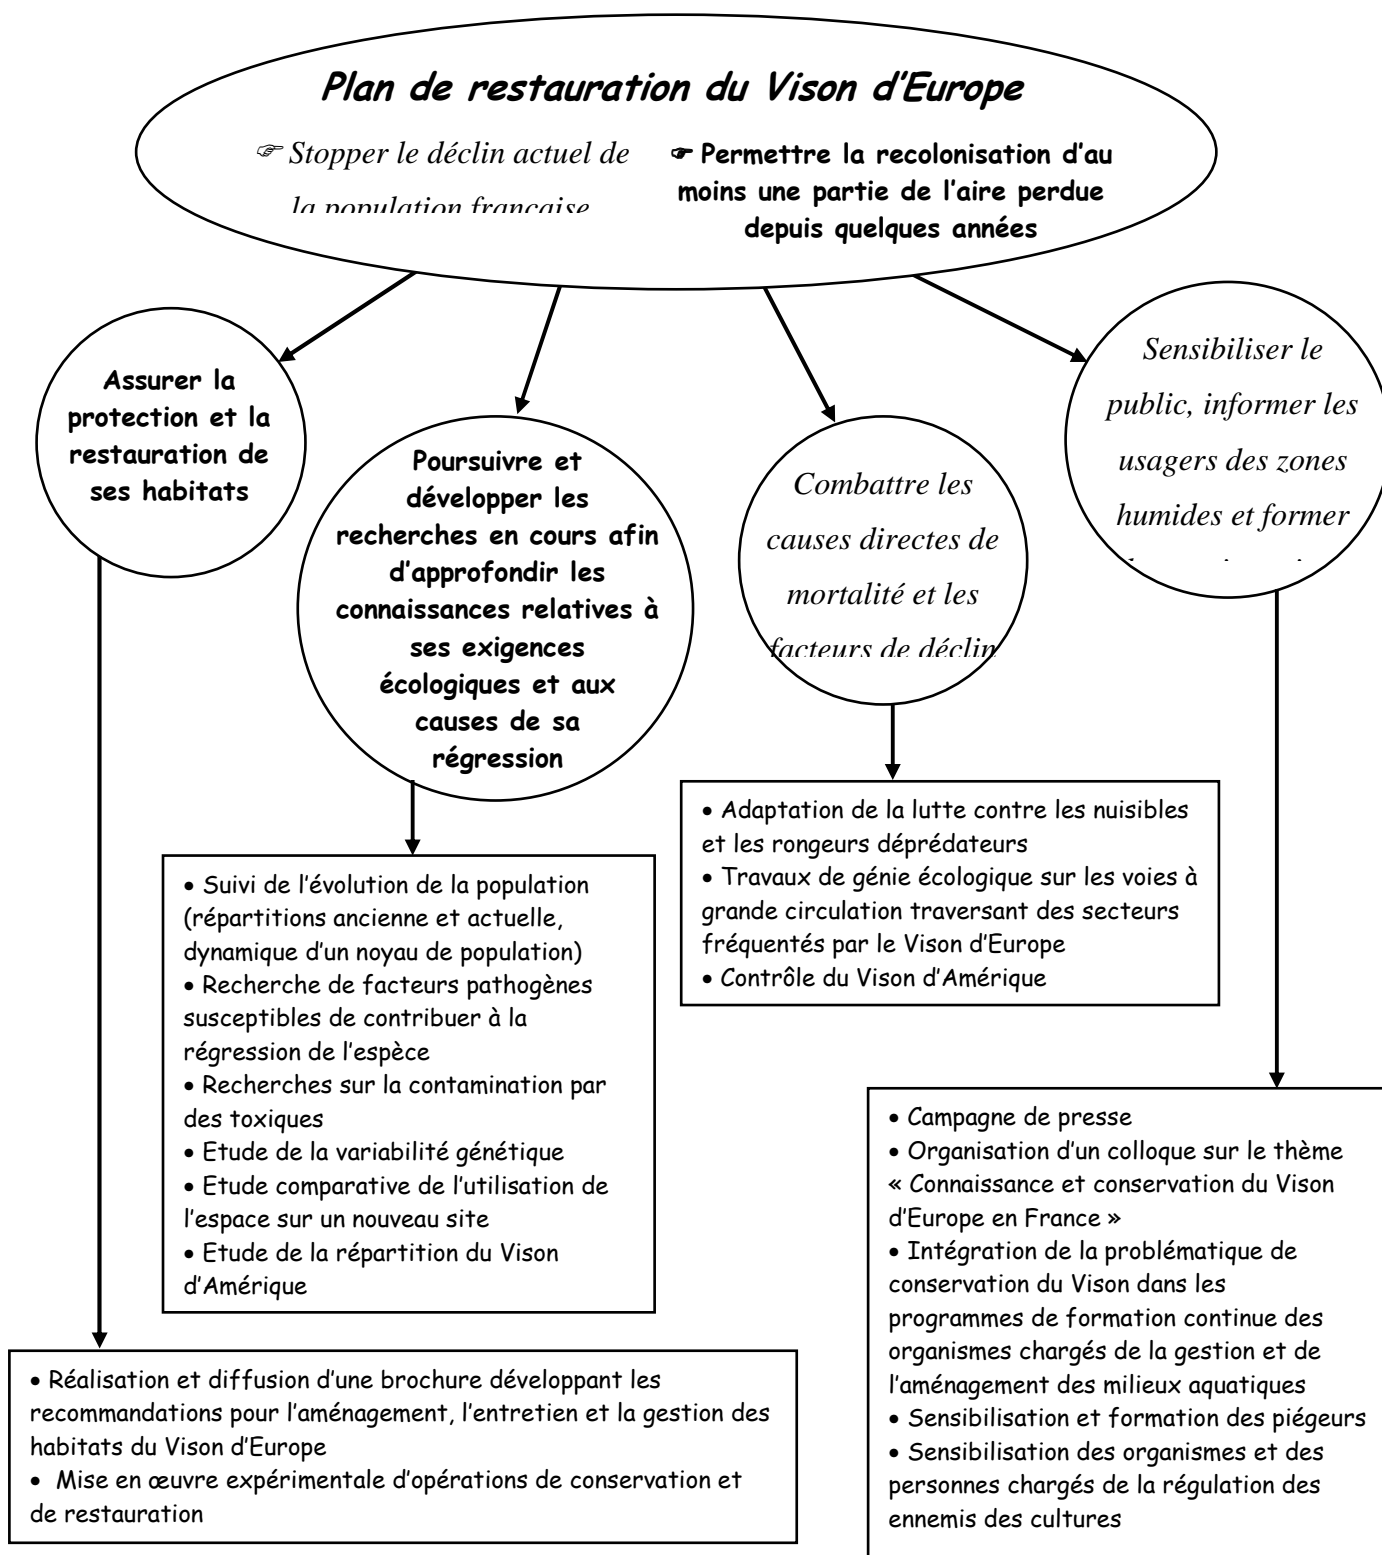 Plan de restauration du Vison d'Europe
☞ Stopper le déclin actuel de
la population française
☞ Permettre la recolonisation d'au
moins une partie de l'aire perdue
depuis quelques années
Assurer la
protection et la
restauration de
ses habitats
Poursuivre et
développer les
recherches en cours afin
d'approfondir les
connaissances relatives à
ses exigences
écologiques et aux
causes de sa
régression
Combattre les
causes directes de
mortalité et les
facteurs de déclin
Sensibiliser le
public, informer les
usagers des zones
humides et former
• Adaptation de la lutte contre les nuisibles
et les rongeurs déprédateurs
• Travaux de génie écologique sur les voies à
grande circulation traversant des secteurs
fréquentés par le Vison d'Europe
• Contrôle du Vison d'Amérique
• Suivi de l'évolution de la population
(répartitions ancienne et actuelle,
dynamique d'un noyau de population)
• Recherche de facteurs pathogènes
susceptibles de contribuer à la
régression de l'espèce
• Recherches sur la contamination par
des toxiques
• Etude de la variabilité génétique
• Etude comparative de l'utilisation de
l'espace sur un nouveau site
• Etude de la répartition du Vison
d'Amérique
• Campagne de presse
• Organisation d'un colloque sur le thème
« Connaissance et conservation du Vison
d'Europe en France »
• Intégration de la problématique de
conservation du Vison dans les
programmes de formation continue des
organismes chargés de la gestion et de
l'aménagement des milieux aquatiques
• Sensibilisation et formation des piégeurs
• Sensibilisation des organismes et des
personnes chargés de la régulation des
ennemis des cultures
• Réalisation et diffusion d'une brochure développant les
recommandations pour l'aménagement, l'entretien et la gestion des
habitats du Vison d'Europe
• Mise en œuvre expérimentale d'opérations de conservation et
de restauration